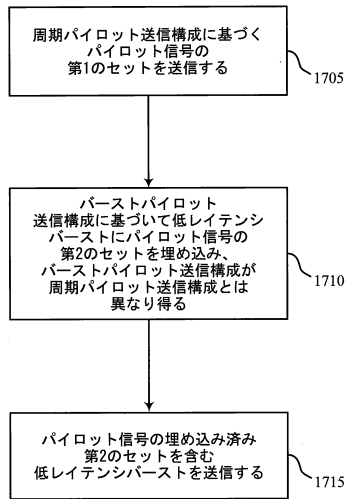 周期パイロット送信構成に基づく
パイロット信号の
第1のセットを送信する
1705
バーストパイロット
送信構成に基づいて低レイテンシ
バーストにパイロット信号の
第2のセットを埋め込み、
バーストパイロット送信構成が
周期パイロット送信構成とは
異なり得る
1710
パイロット信号の埋め込み済み
第2のセットを含む
低レイテンシバーストを送信する
1715